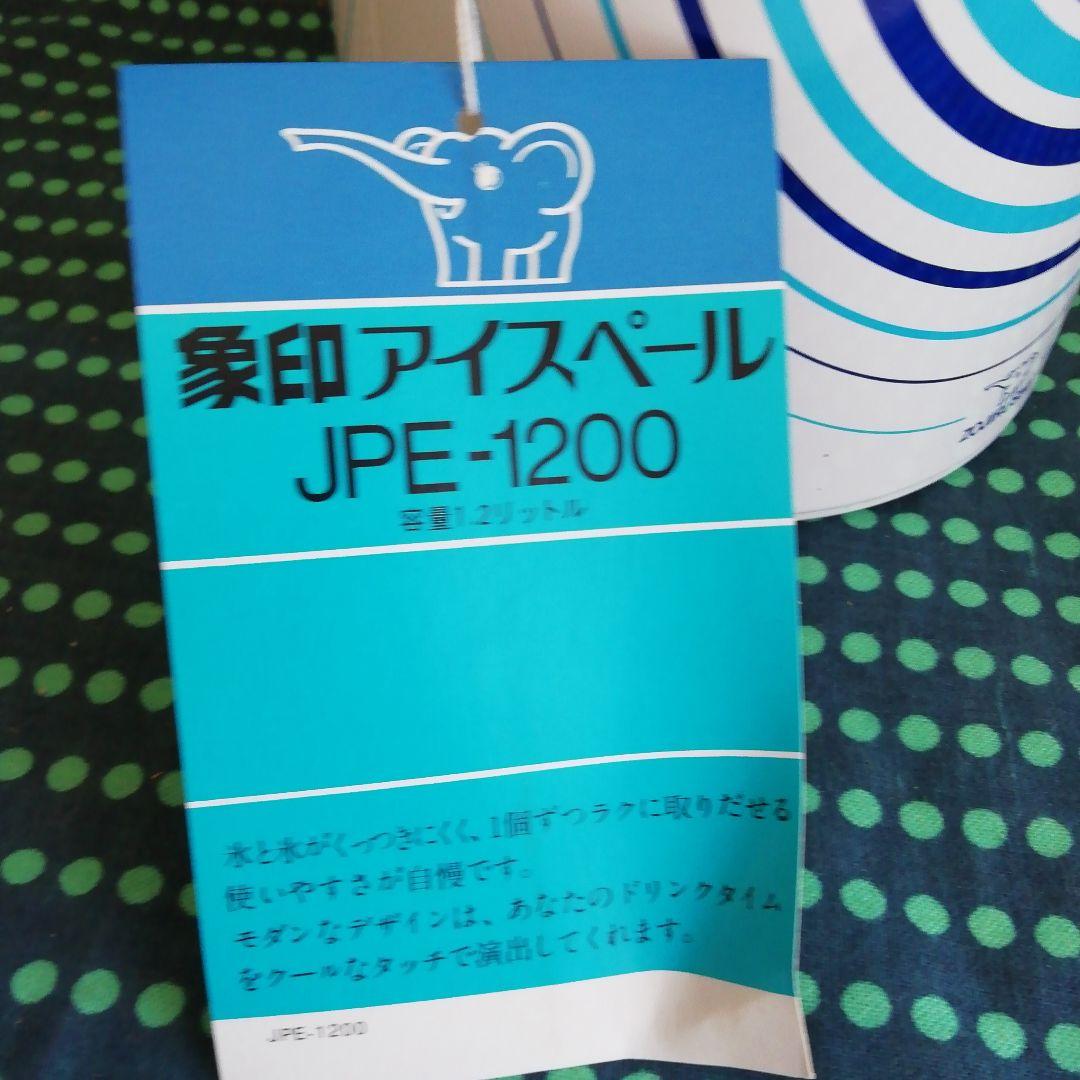 象印アイスペール
JPE-1200
容量1.2リットル
氷と氷がくっつきにくく、1個ずつラクに取りだせる
使いやすさが自慢です。
モダンなデザインは、あなたのドリンクタイム
をクールなタッチで演出してくれます。
JPE-1200
ZOJIRUSHI